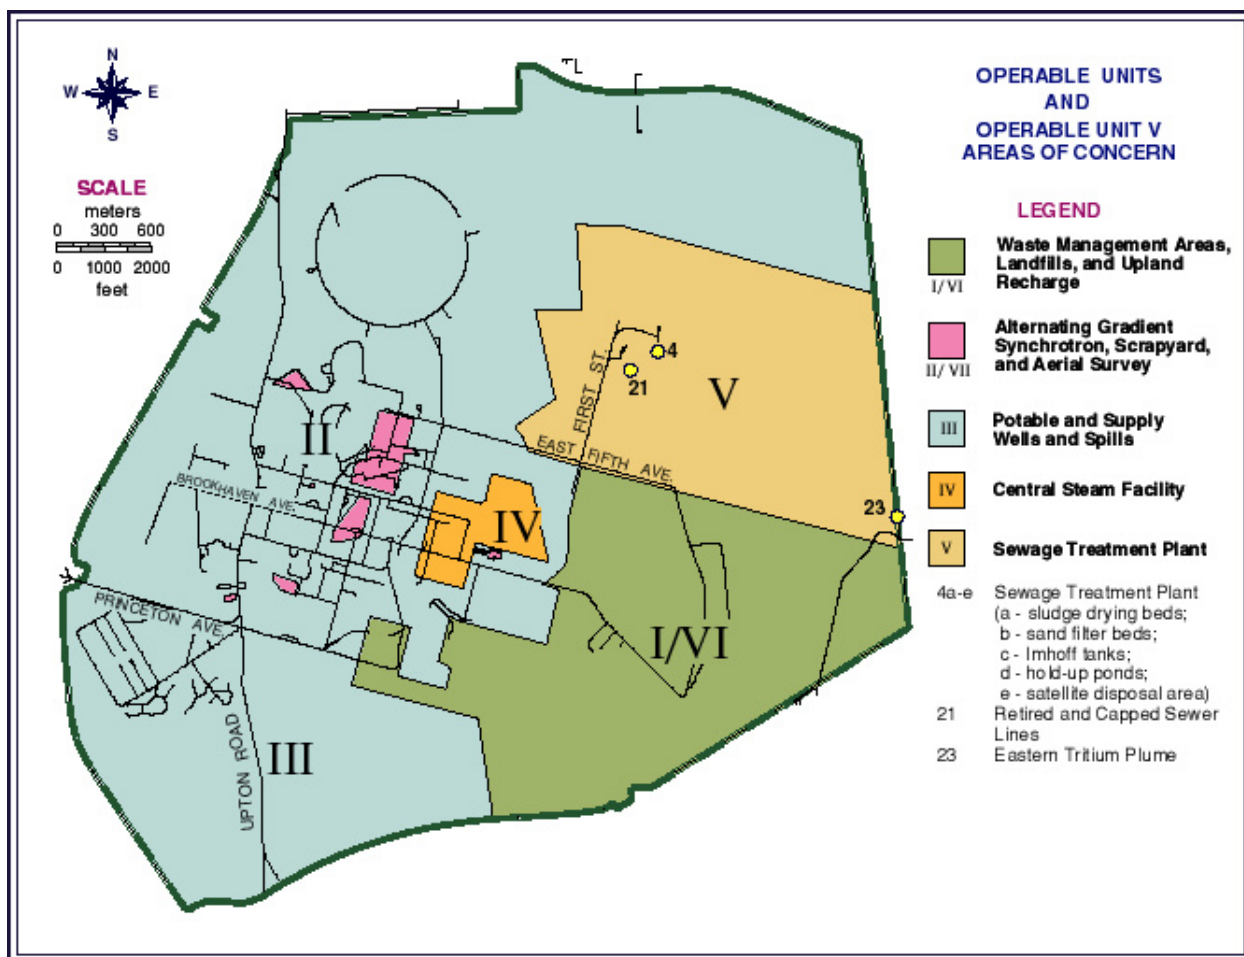 N
W E
S
SCALE
meters
0 300 600
0 1000 2000
feet
OPERABLE UNITS
AND
OPERABLE UNIT V
AREAS OF CONCERN
LEGEND
I/VI
Waste Management Areas,
Landfills, and Upland
Recharge
II/VII
Alternating Gradient
Synchrotron, Scrapyard,
and Aerial Survey
III
Potable and Supply
Wells and Spills
IV
Central Steam Facility
V
Sewage Treatment Plant
4a-e Sewage Treatment Plant
(a - sludge drying beds;
b - sand filter beds;
c - Imhoff tanks;
d - hold-up ponds;
e - satellite disposal area)
21 Retired and Capped Sewer
Lines
23 Eastern Tritium Plume
4
21
V
FIRST ST.
EAST FIFTH AVE.
II
BROOKHAVEN AVE.
IV
23
PRINCETON AVE.
I/VI
III
UPTON ROAD